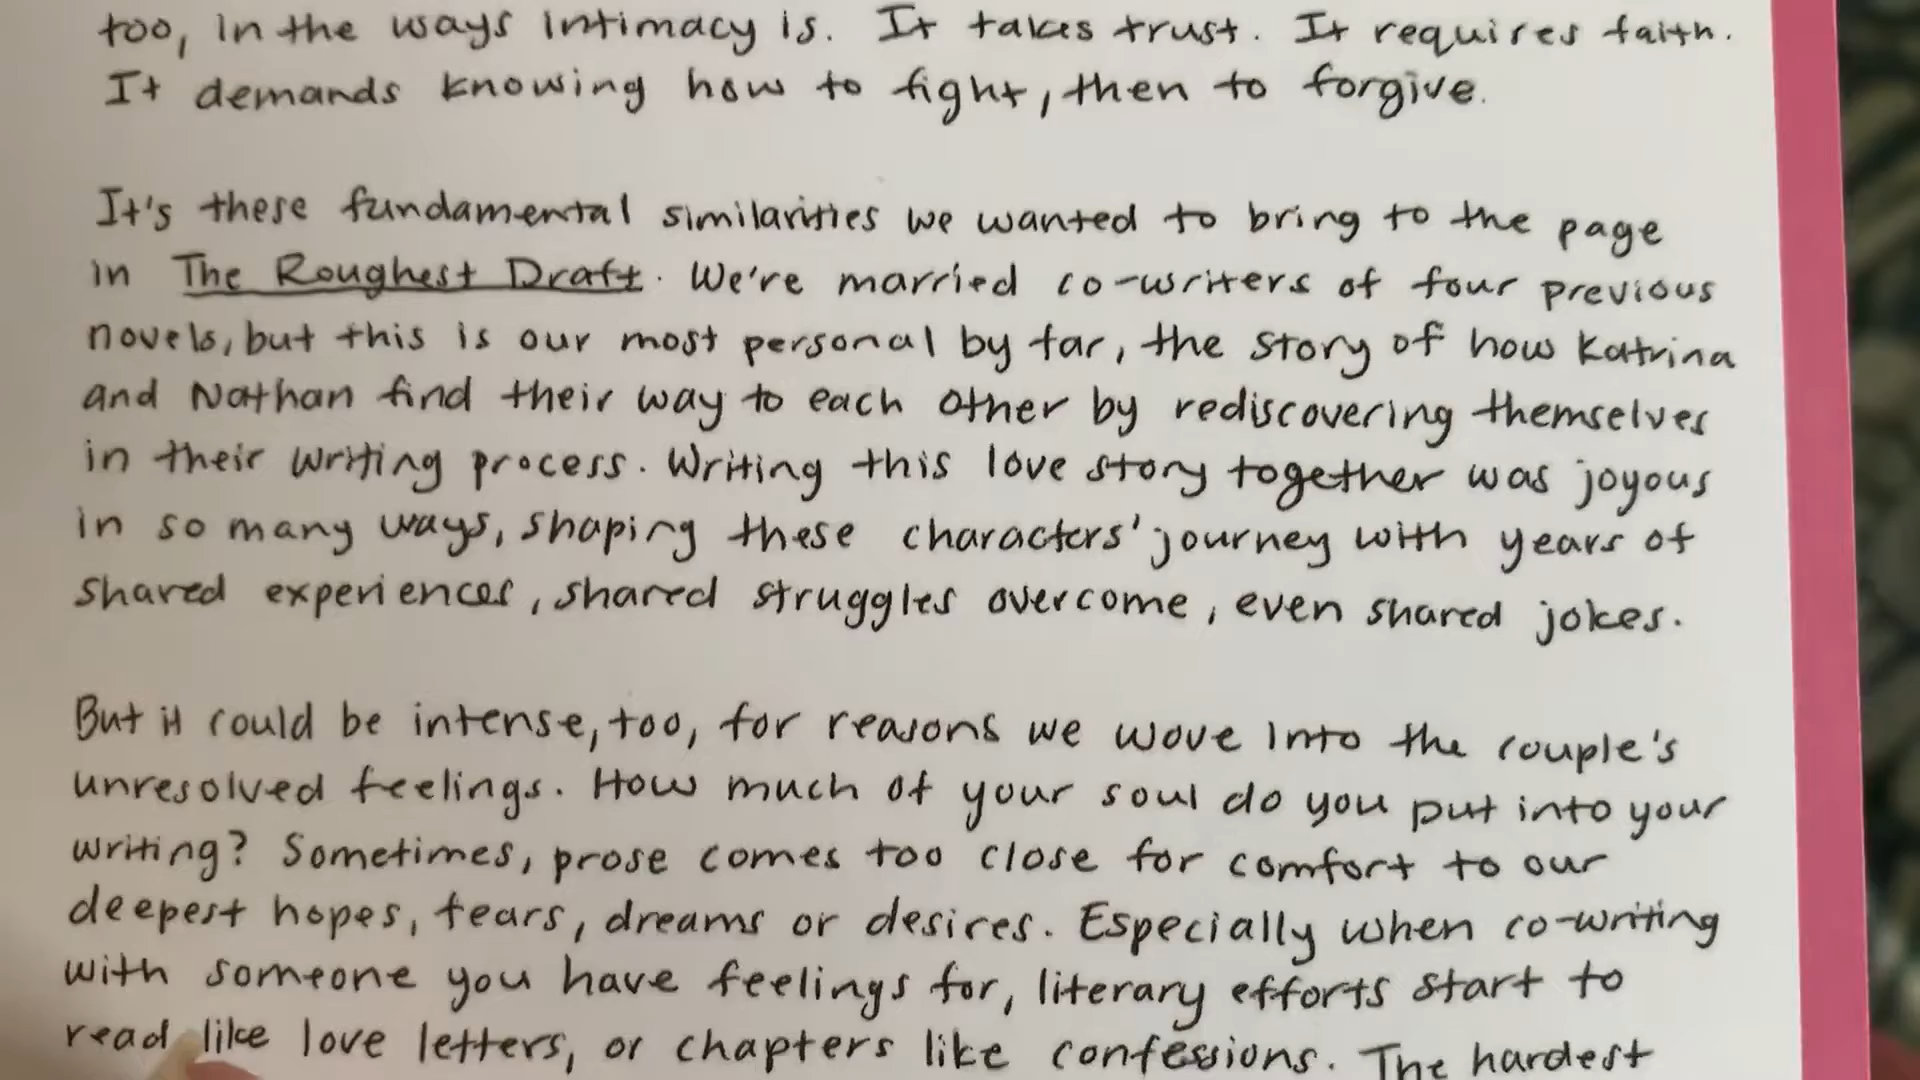 too, in the ways intimacy is. It takes trust. It requires faith.
It demands knowing how to fight, then to forgive.
It's these fundamental similarities we wanted to bring to the page
in The Roughest Draft. We're married co-writers of four previous
novels, but this is our most personal by far, the story of how Katrina
and Nathan find their way to each other by rediscovering themselves
in their writing process. Writing this love story together was joyous
in so many ways, shaping these characters' journey with years of
shared experiences, shared struggles overcome, even shared jokes.
But it could be intense, too, for reasons we wove into the couple's
unresolved feelings. How much of your soul do you put into your
writing? Sometimes, prose comes too close for comfort to our
deepest hopes, fears, dreams or desires. Especially when co-writing
with someone you have feelings for, literary efforts start to
read like love letters, or chapters like confessions. The hardest